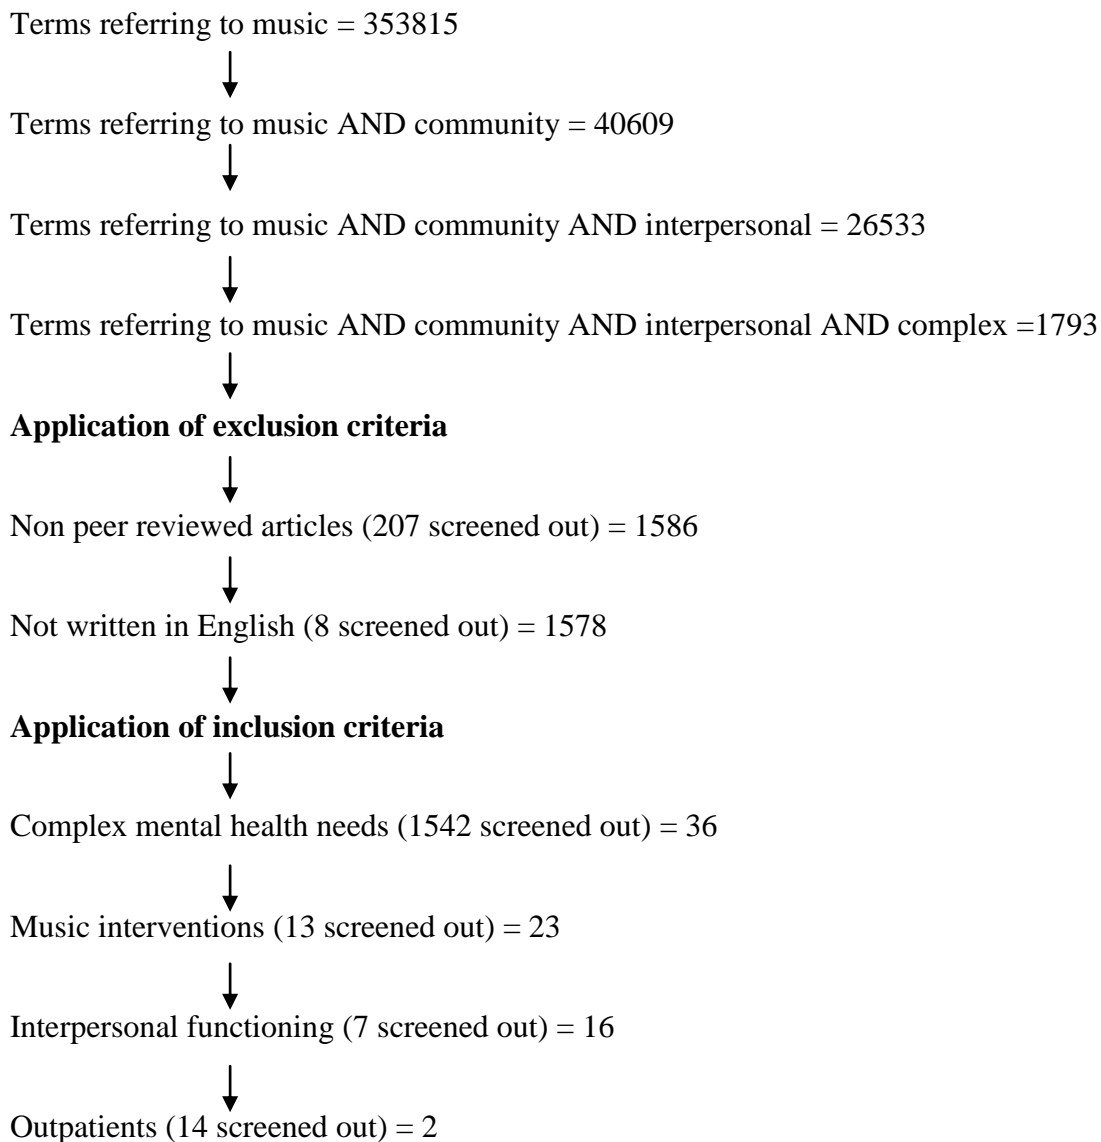 Terms referring to music = 353815
Terms referring to music AND community = 40609
Terms referring to music AND community AND interpersonal = 26533
Terms referring to music AND community AND interpersonal AND complex =1793
Application of exclusion criteria
Non peer reviewed articles (207 screened out) = 1586
Not written in English (8 screened out) = 1578
Application of inclusion criteria
Complex mental health needs (1542 screened out) = 36
Music interventions (13 screened out) = 23
Interpersonal functioning (7 screened out) = 16
Outpatients (14 screened out) = 2